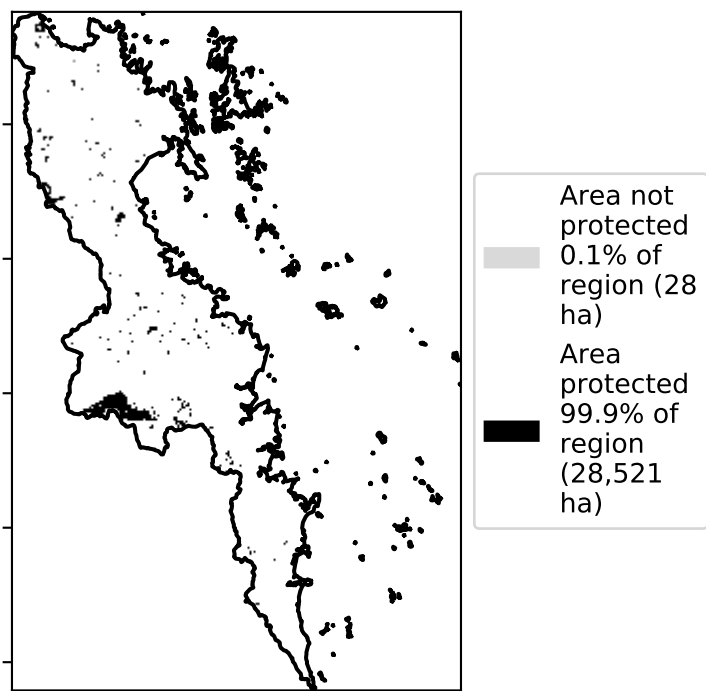 Area not
protected
0.1% of
region (28
ha)
Area
protected
99.9% of
region
(28,521
ha)